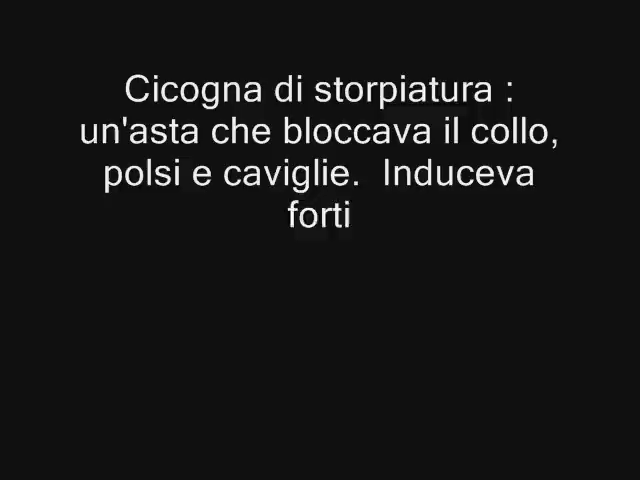 Cicogna di storpiatura :
un'asta che bloccava il collo,
polsi e caviglie.  Induceva
forti